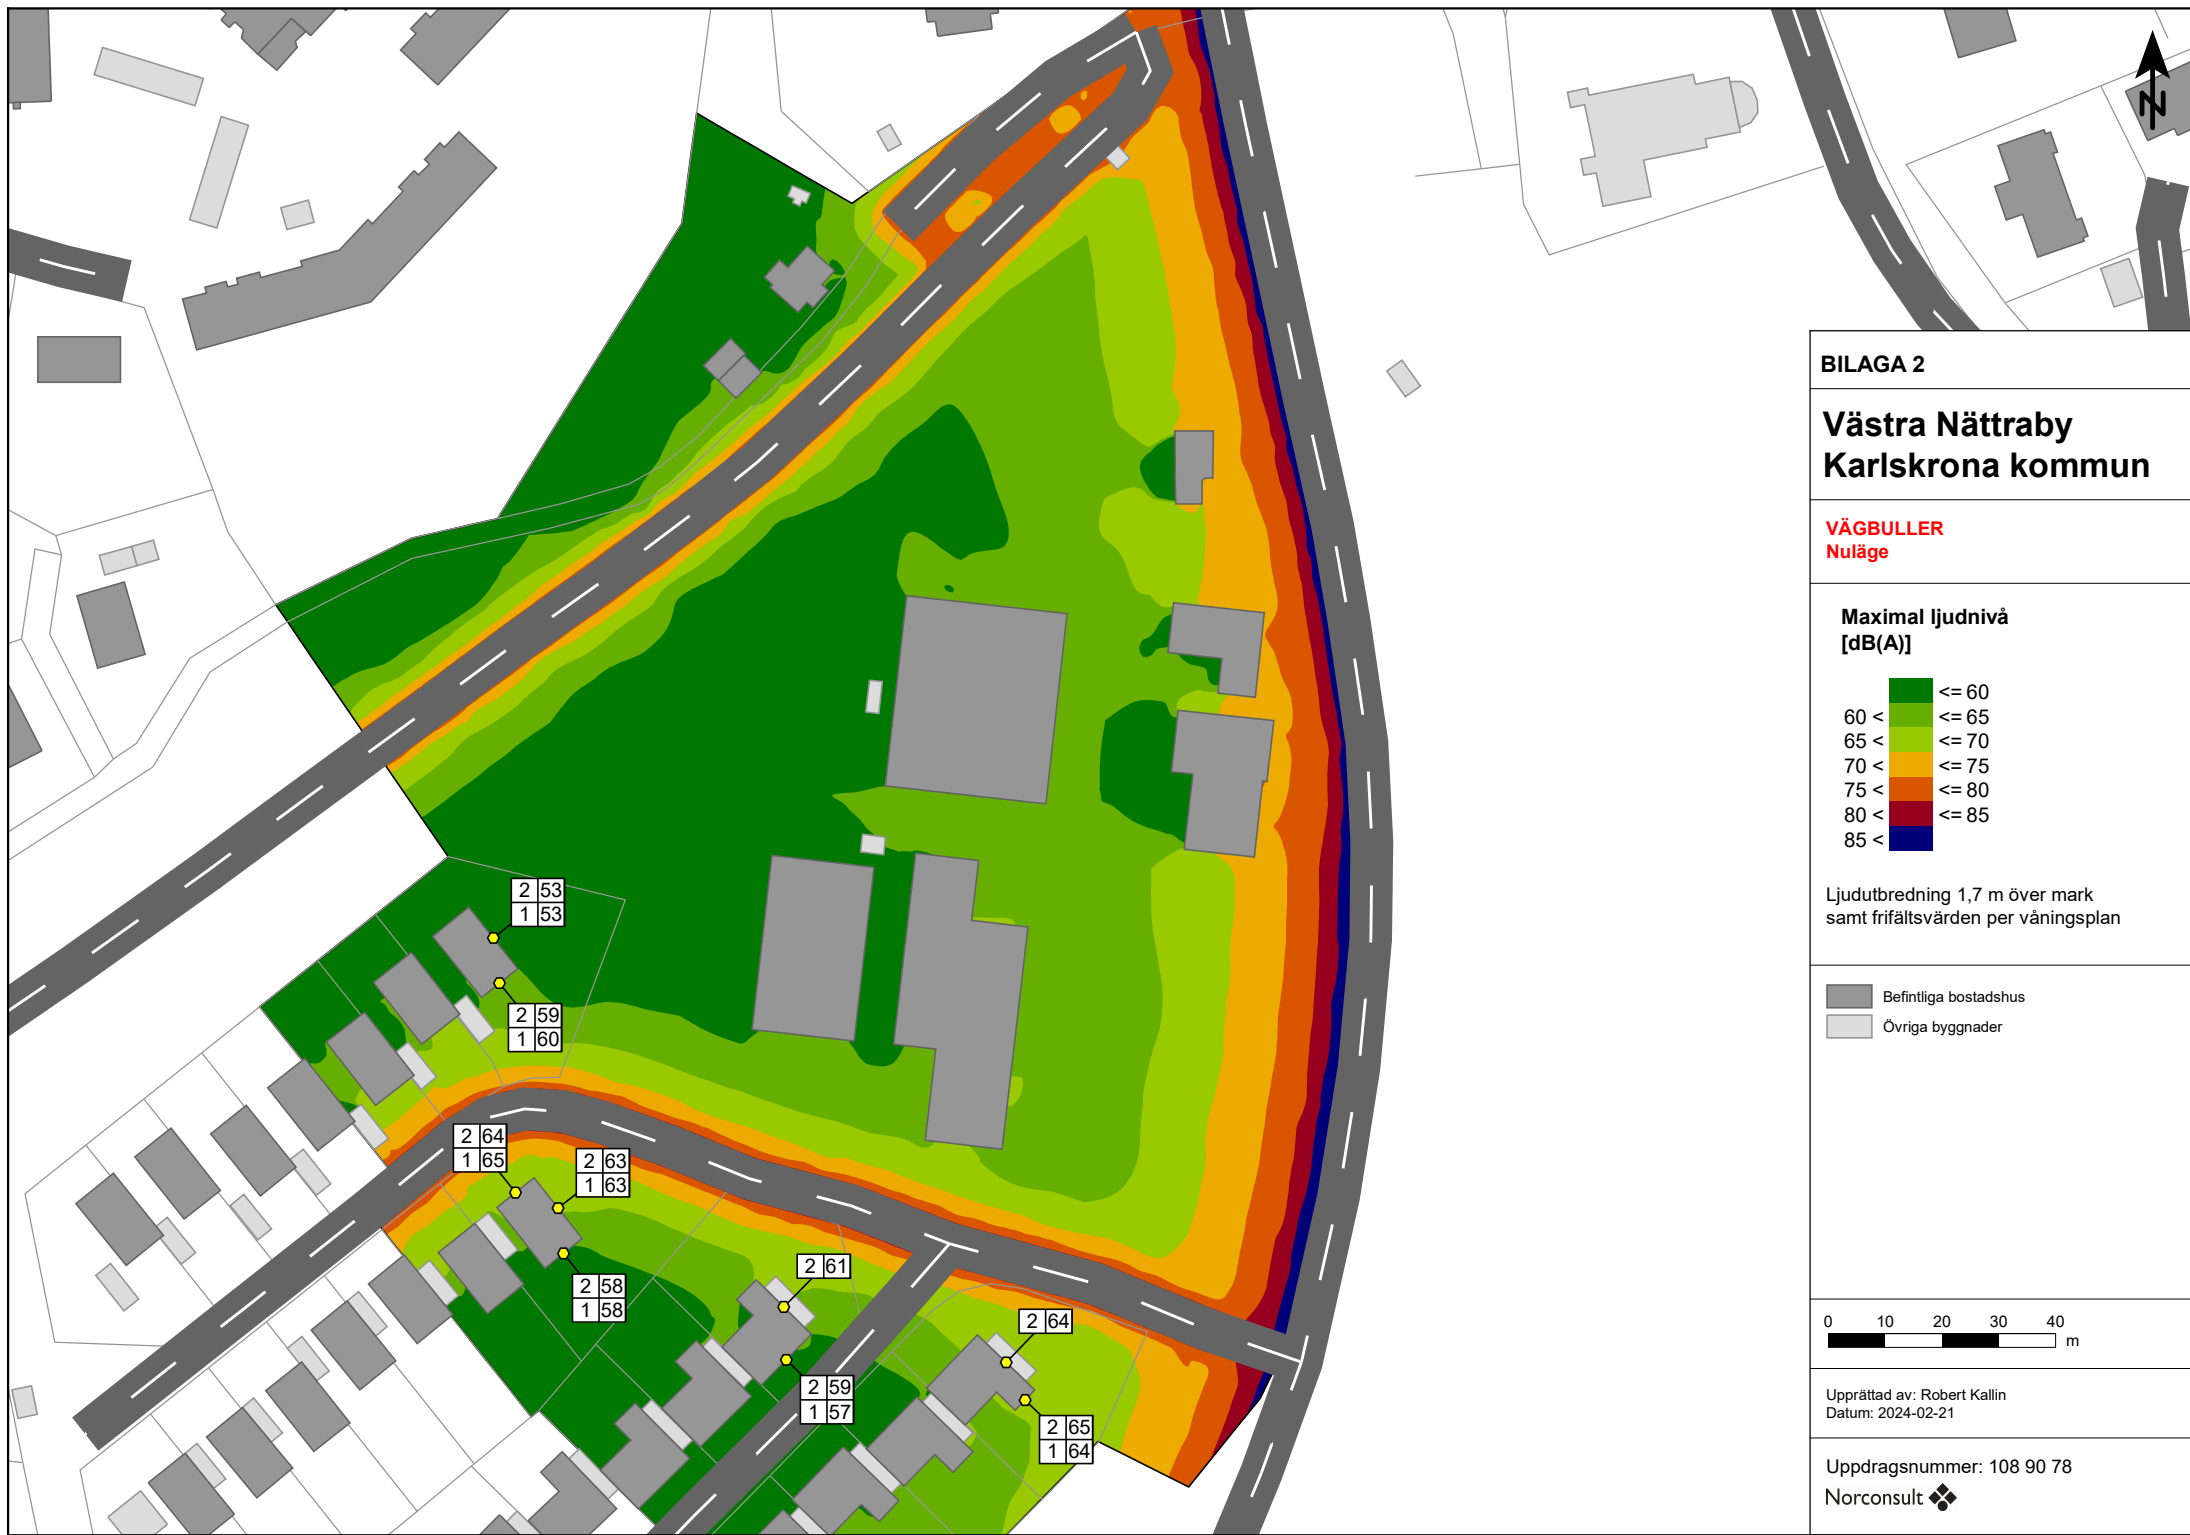 N
BILAGA 2
Västra Nättraby
Karlskrona kommun
VÄGBULLER
Nuläge
Maximal ljudnivå
[dB(A)]
<= 60
60 < <= 65
65 < <= 70
70 < <= 75
75 < <= 80
80 < <= 85
85 <
Ljudutbredning 1,7 m över mark
samt frifältsvärden per våningsplan
Befintliga bostadshus
Övriga byggnader
0 10 20 30 40
m
Upprättad av: Robert Kallin
Datum: 2024-02-21
Uppdragsnummer: 108 90 78
Norconsult
2 53
1 53
2 59
1 60
2 64
1 65
2 63
1 63
2 58
1 58
2 61
2 59
1 57
2 64
2 65
1 64